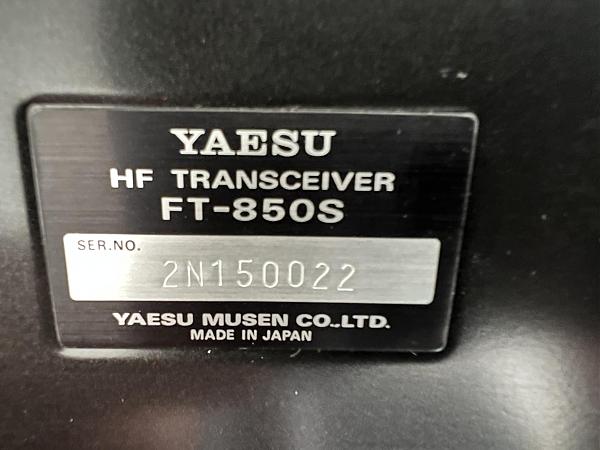 YAESU
HF TRANSCEIVER
FT-850S
SER.NO.
2N150022
YAESU MUSEN CO.,LTD.
MADE IN JAPAN